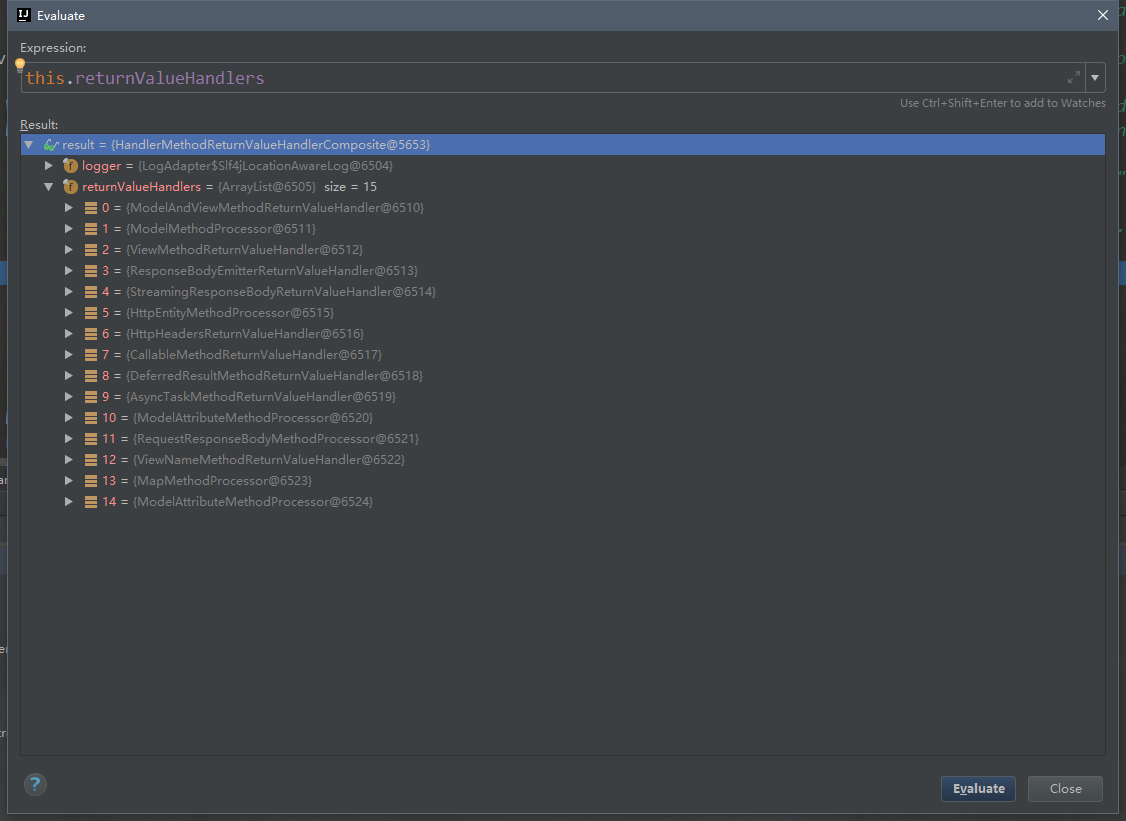 Evaluate
Expression:
this.returnValueHandlers
Use Ctrl+Shift+Enter to add to Watches
Result:
result = {HandlerMethodReturnValueHandlerComposite@5653}
logger = {LogAdapter$Slf4jLocationAwareLog@6504}
returnValueHandlers = {ArrayList@6505} size = 15
0 = {ModelAndViewMethodReturnValueHandler@6510}
1 = {ModelMethodProcessor@6511}
2 = {ViewMethodReturnValueHandler@6512}
3 = {ResponseBodyEmitterReturnValueHandler@6513}
4 = {StreamingResponseBodyReturnValueHandler@6514}
5 = {HttpEntityMethodProcessor@6515}
6 = {HttpHeadersReturnValueHandler@6516}
7 = {CallableMethodReturnValueHandler@6517}
8 = {DeferredResultMethodReturnValueHandler@6518}
9 = {AsyncTaskMethodReturnValueHandler@6519}
10 = {ModelAttributeMethodProcessor@6520}
11 = {RequestResponseBodyMethodProcessor@6521}
12 = {ViewNameMethodReturnValueHandler@6522}
13 = {MapMethodProcessor@6523}
14 = {ModelAttributeMethodProcessor@6524}
?
Evaluate Close